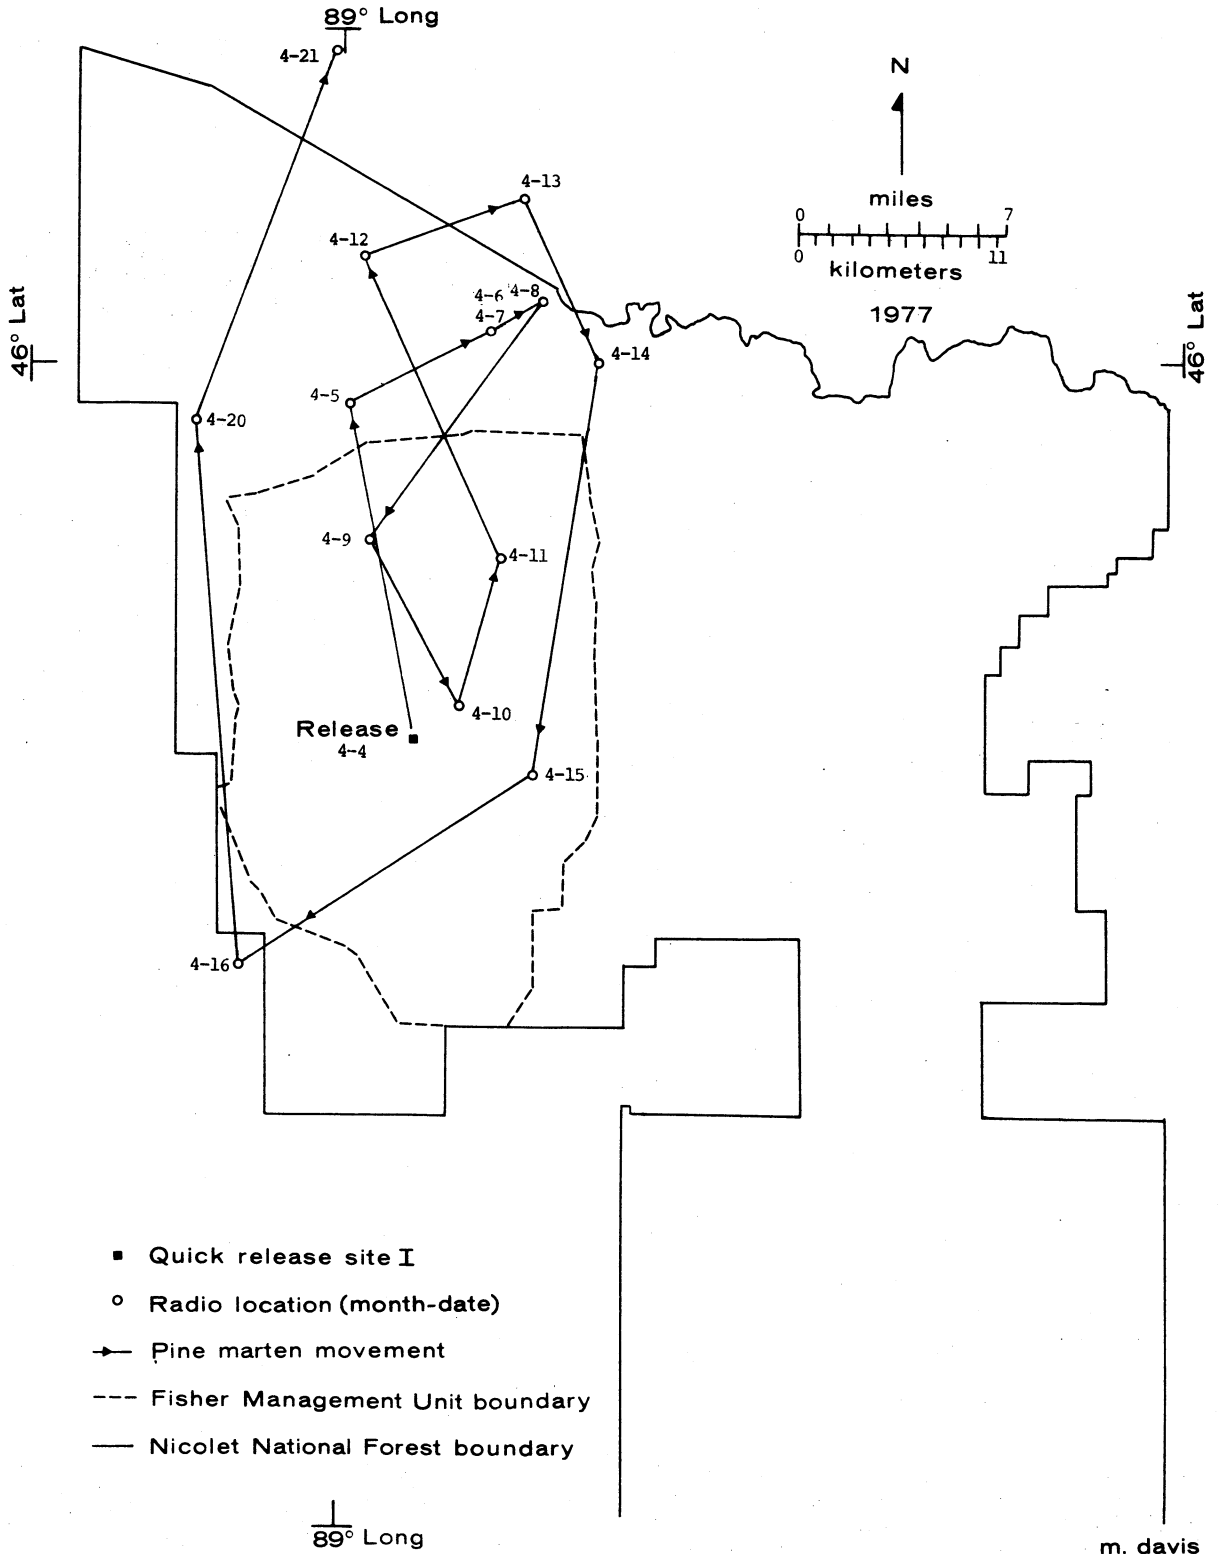 89° Long
4-21
N
4-13
miles
0 7
4-12
0 11
kilometers
4-6 4-8
1977
4-7
46° Lat
46° Lat
4-14
4-5
4-20
4-9
4-11
4-10
Release
4-4
4-15
4-16
Quick release site I
Radio location (month-date)
Pine marten movement
Fisher Management Unit boundary
Nicolet National Forest boundary
89° Long
m. davis